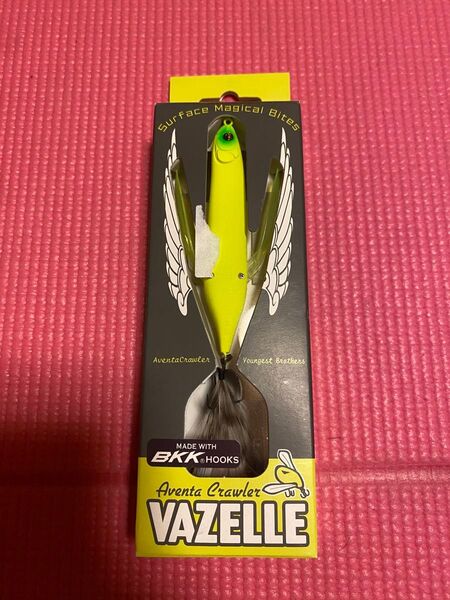 Surface Magical Bites
AventaCrawler
Youngest Brothers
MADE WITH
BKK® HOOKS
Aventa Crawler
VAZELLE